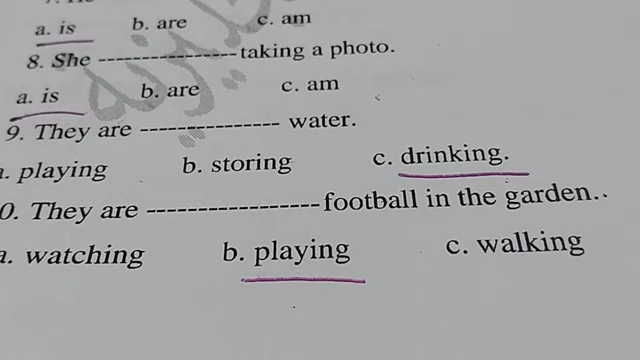 a. is b. are c. am
8. She ----------------- taking a photo.
a. is b. are c. am
9. They are ---------------- water.
. playing b. storing c. drinking.
0. They are ------------------- football in the garden..
a. watching b. playing c. walking